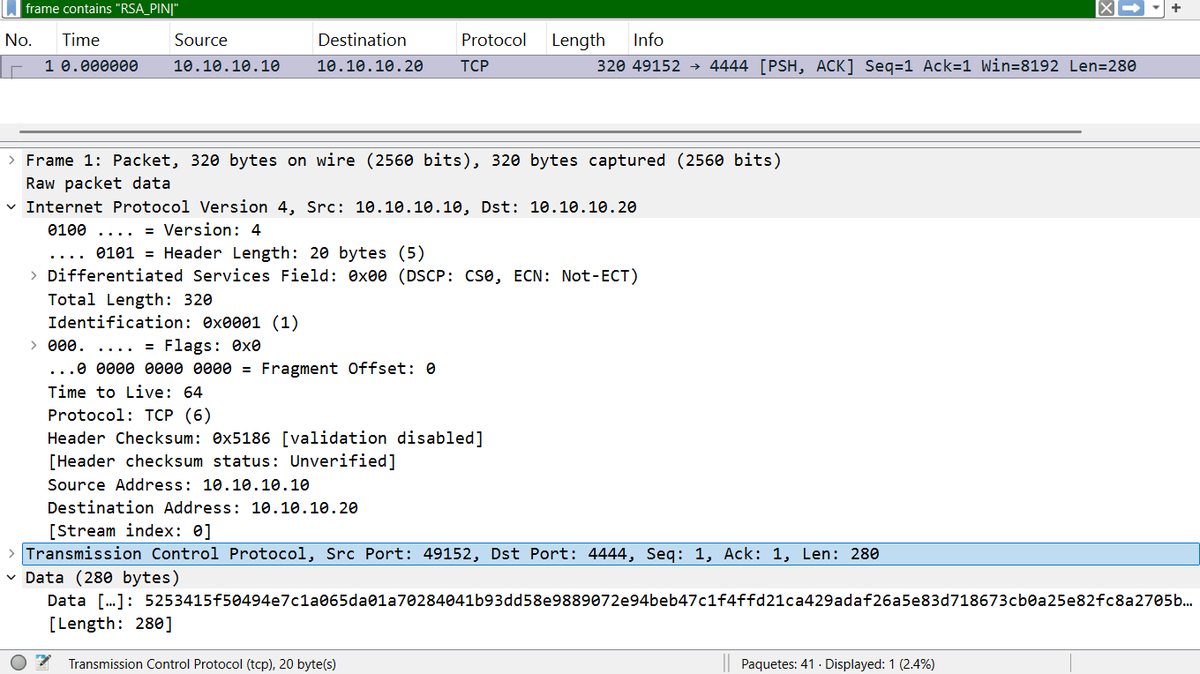 frame contains "RSA_PIN|"
No. Time Source Destination Protocol Length Info
1 0.000000 10.10.10.10 10.10.10.20 TCP 320 49152 → 4444 [PSH, ACK] Seq=1 Ack=1 Win=8192 Len=280
Frame 1: Packet, 320 bytes on wire (2560 bits), 320 bytes captured (2560 bits)
Raw packet data
Internet Protocol Version 4, Src: 10.10.10.10, Dst: 10.10.10.20
0100 .... = Version: 4
.... 0101 = Header Length: 20 bytes (5)
Differentiated Services Field: 0x00 (DSCP: CS0, ECN: Not-ECT)
Total Length: 320
Identification: 0x0001 (1)
000. .... = Flags: 0x0
...0 0000 0000 0000 = Fragment Offset: 0
Time to Live: 64
Protocol: TCP (6)
Header Checksum: 0x5186 [validation disabled]
[Header checksum status: Unverified]
Source Address: 10.10.10.10
Destination Address: 10.10.10.20
[Stream index: 0]
Transmission Control Protocol, Src Port: 49152, Dst Port: 4444, Seq: 1, Ack: 1, Len: 280
Data (280 bytes)
Data […]: 5253415f50494e7c1a065da01a70284041b93dd58e9889072e94beb47c1f4ffd21ca429adaf26a5e83d718673cb0a25e82fc8a2705b…
[Length: 280]
Transmission Control Protocol (tcp), 20 byte(s) Paquetes: 41 · Displayed: 1 (2.4%)